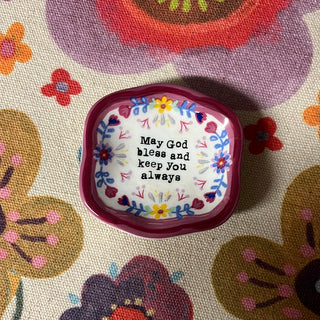 May God
bless and
keep you
always